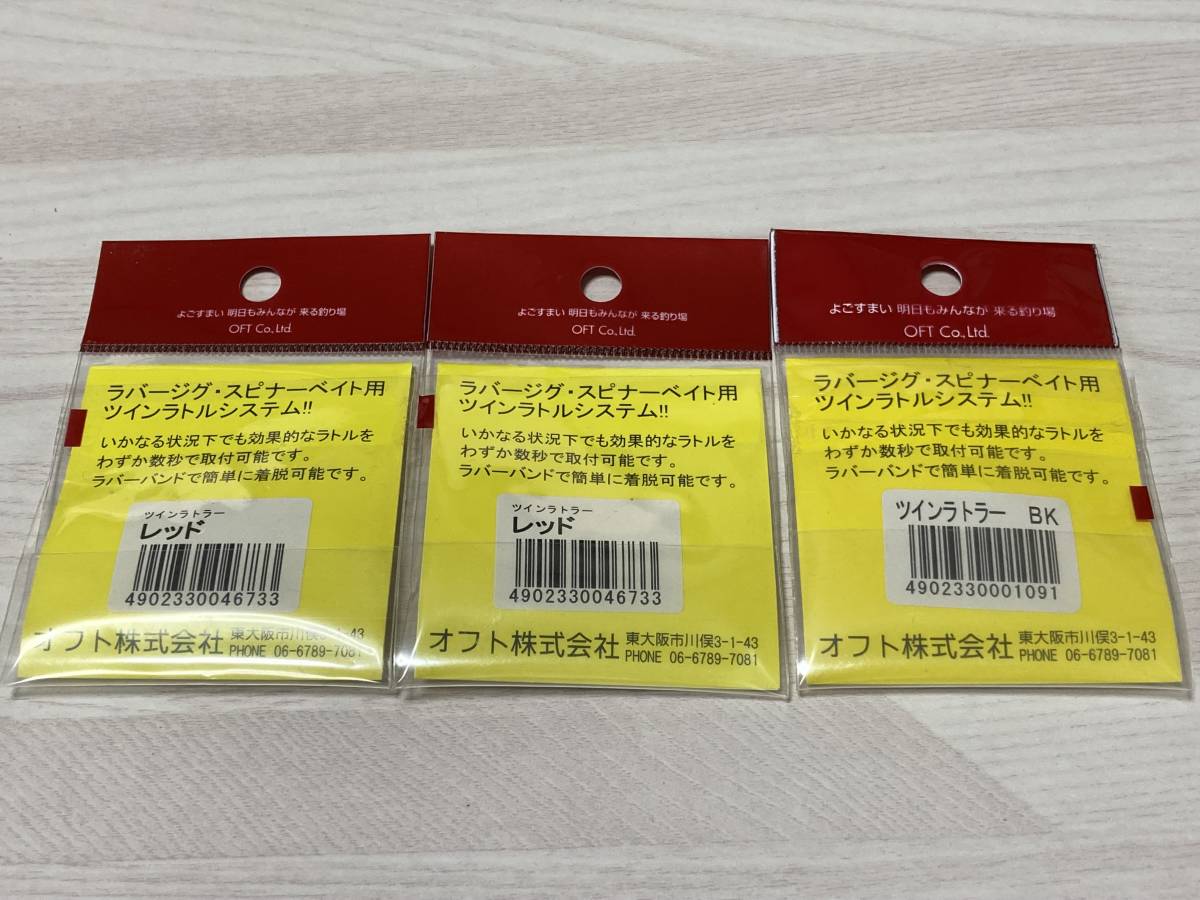 よごすまい 明日もみんなが 来る釣り場
OFT Co.,Ltd.
ラバージグ・スピナーベイト用
ツインラトルシステム!!
いかなる状況下でも効果的なラトルを
わずか数秒で取付可能です。
ラバーバンドで簡単に着脱可能です。
ツインラトラー
レッド
4902330046733
オフト株式会社 東大阪市川俣3-1-43
PHONE 06-6789-7081
よごすまい 明日もみんなが 来る釣り場
OFT Co.,Ltd.
ラバージグ・スピナーベイト用
ツインラトルシステム!!
いかなる状況下でも効果的なラトルを
わずか数秒で取付可能です。
ラバーバンドで簡単に着脱可能です。
ツインラトラー
レッド
4902330046733
オフト株式会社 東大阪市川俣3-1-43
PHONE 06-6789-7081
よごすまい 明日もみんなが 来る釣り場
OFT Co.,Ltd.
ラバージグ・スピナーベイト用
ツインラトルシステム!!
いかなる状況下でも効果的なラトルを
わずか数秒で取付可能です。
ラバーバンドで簡単に着脱可能です。
ツインラトラー BK
4902330001091
オフト株式会社 東大阪市川俣3-1-43
PHONE 06-6789-7081